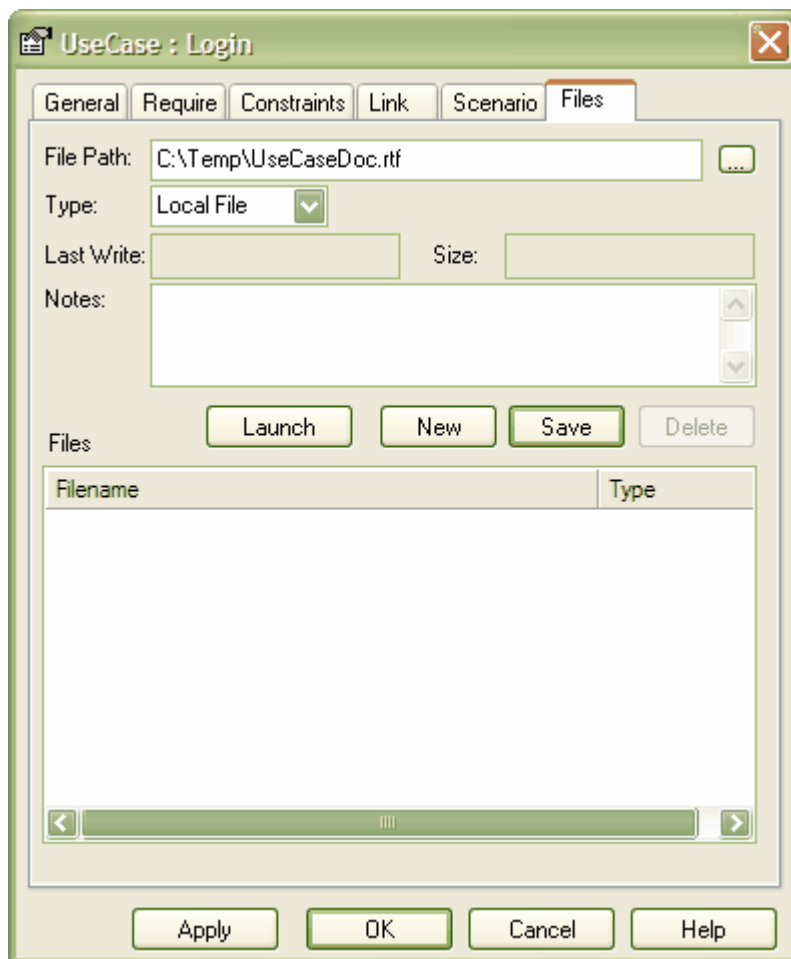 UseCase : Login
General Require Constraints Link Scenario Files
File Path: C:\Temp\UseCaseDoc.rtf ...
Type: Local File
Last Write: Size:
Notes:
Launch New Save Delete
Files
Filename Type
Apply OK Cancel Help